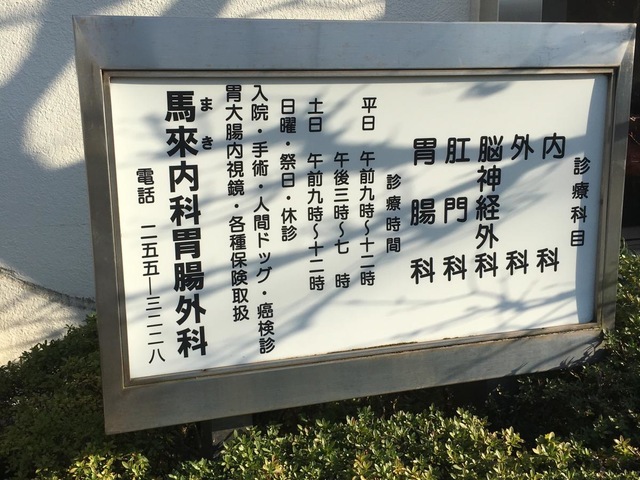 診療科目
内科
外科
脳神経外科
肛門科
胃腸科
診療時間
平日 午前九時〜十二時
午後三時〜七時
土日 午前九時〜十二時
日曜・祭日・休診
入院・手術・人間ドッグ・癌検診
胃大腸内視鏡・各種保険取扱
まき
馬來内科胃腸外科
電話 二五五―三二二八